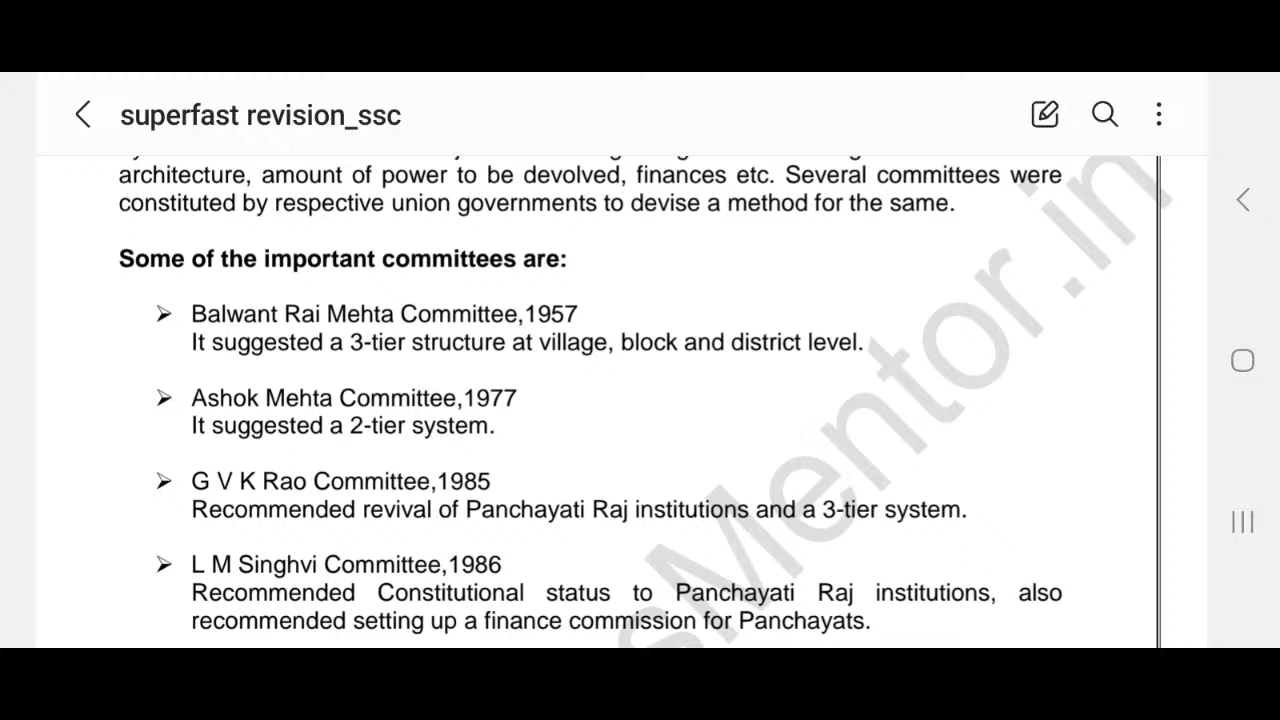 superfast revision_ssc
architecture, amount of power to be devolved, finances etc. Several committees were
constituted by respective union governments to devise a method for the same.
Some of the important committees are:
➢ Balwant Rai Mehta Committee,1957
It suggested a 3-tier structure at village, block and district level.
➢ Ashok Mehta Committee,1977
It suggested a 2-tier system.
➢ G V K Rao Committee,1985
Recommended revival of Panchayati Raj institutions and a 3-tier system.
➢ L M Singhvi Committee,1986
Recommended Constitutional status to Panchayati Raj institutions, also
recommended setting up a finance commission for Panchayats.
sMentor.in